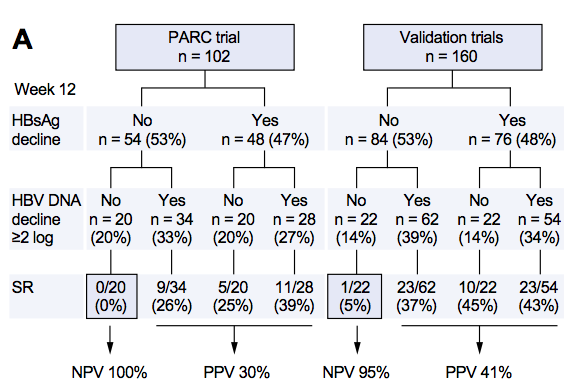 A
PARC trial
n = 102
Validation trials
n = 160
Week 12
HBsAg
decline
No
n = 54 (53%)
Yes
n = 48 (47%)
No
n = 84 (53%)
Yes
n = 76 (48%)
HBV DNA
decline
≥2 log
No
n = 20
(20%)
Yes
n = 34
(33%)
No
n = 20
(20%)
Yes
n = 28
(27%)
No
n = 22
(14%)
Yes
n = 62
(39%)
No
n = 22
(14%)
Yes
n = 54
(34%)
SR
0/20
(0%)
9/34
(26%)
5/20
(25%)
11/28
(39%)
1/22
(5%)
23/62
(37%)
10/22
(45%)
23/54
(43%)
NPV 100%
PPV 30%
NPV 95%
PPV 41%